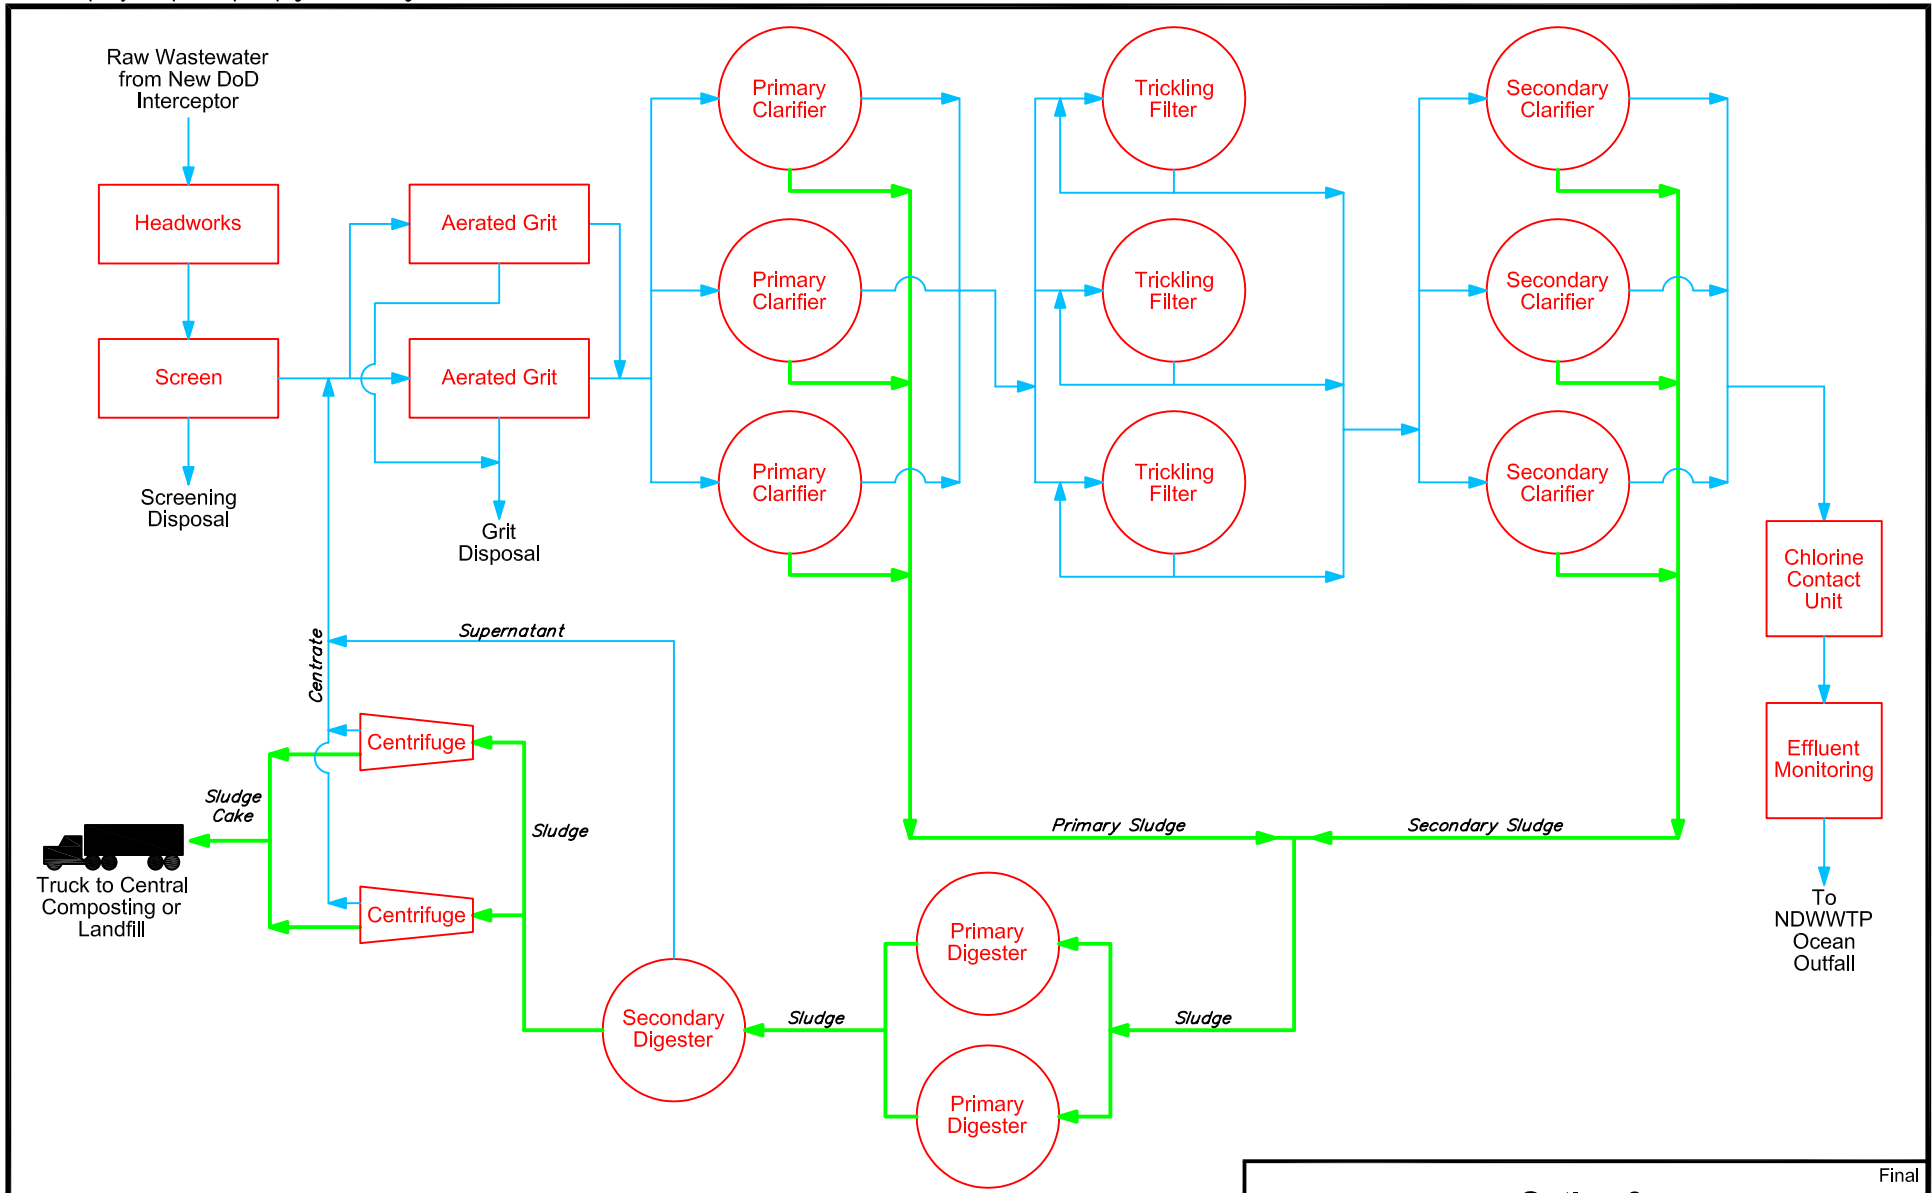 Raw Wastewater
from New DoD
Interceptor
Headworks
Screen
Screening
Disposal
Aerated Grit
Aerated Grit
Grit
Disposal
Primary
Clarifier
Primary
Clarifier
Primary
Clarifier
Trickling
Filter
Trickling
Filter
Trickling
Filter
Secondary
Clarifier
Secondary
Clarifier
Secondary
Clarifier
Chlorine
Contact
Unit
Effluent
Monitoring
To
NDWWTP
Ocean
Outfall
Supernatant
Centrate
Centrifuge
Centrifuge
Sludge
Cake
Sludge
Truck to Central
Composting or
Landfill
Primary Sludge
Secondary Sludge
Primary
Digester
Primary
Digester
Sludge
Sludge
Secondary
Digester
Final